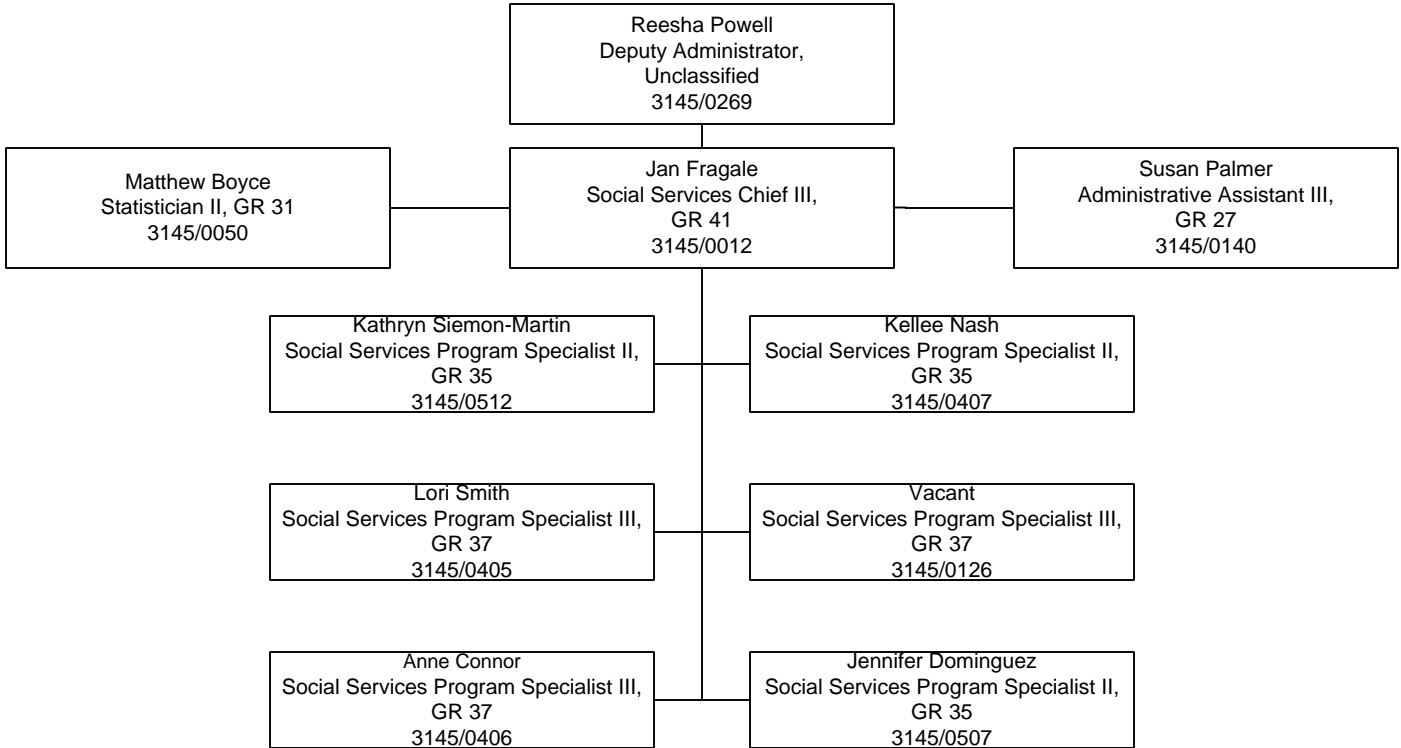 Reesha Powell
Deputy Administrator,
Unclassified
3145/0269
Matthew Boyce
Statistician II, GR 31
3145/0050
Jan Fragale
Social Services Chief III,
GR 41
3145/0012
Susan Palmer
Administrative Assistant III,
GR 27
3145/0140
Kathryn Siemon-Martin
Social Services Program Specialist II,
GR 35
3145/0512
Kellee Nash
Social Services Program Specialist II,
GR 35
3145/0407
Lori Smith
Social Services Program Specialist III,
GR 37
3145/0405
Vacant
Social Services Program Specialist III,
GR 37
3145/0126
Anne Connor
Social Services Program Specialist III,
GR 37
3145/0406
Jennifer Dominguez
Social Services Program Specialist II,
GR 35
3145/0507